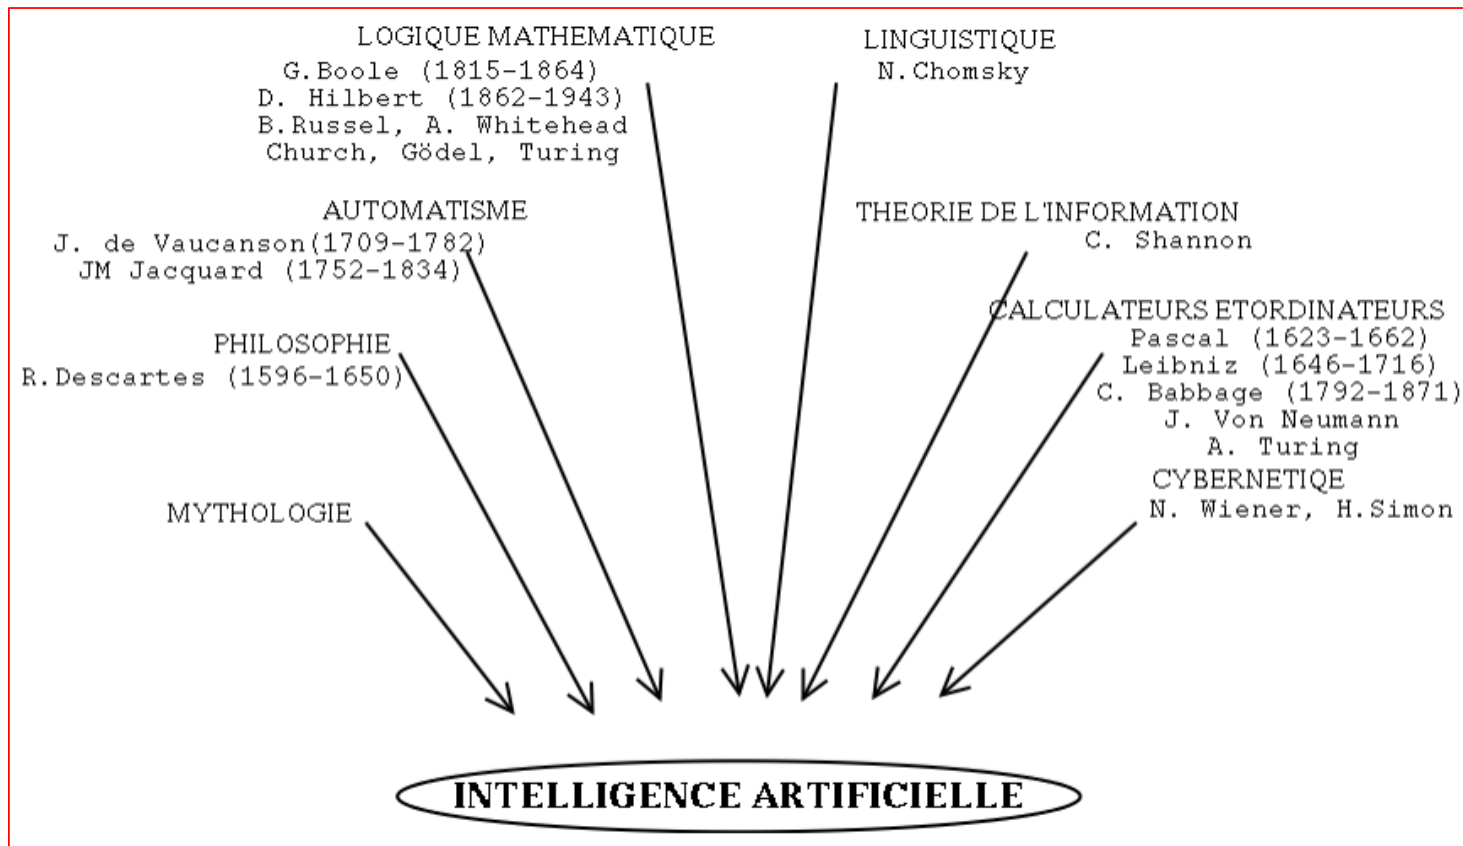 LOGIQUE MATHEMATIQUE
G.Boole (1815-1864)
D. Hilbert (1862-1943)
B.Russel, A. Whitehead
Church, Gödel, Turing
LINGUISTIQUE
N.Chomsky
AUTOMATISME
J. de Vaucanson(1709-1782)
JM Jacquard (1752-1834)
THEORIE DE L'INFORMATION
C. Shannon
PHILOSOPHIE
R.Descartes (1596-1650)
CALCULATEURS ETORDINATEURS
Pascal (1623-1662)
Leibniz (1646-1716)
C. Babbage (1792-1871)
J. Von Neumann
A. Turing
MYTHOLOGIE
CYBERNETIQE
N. Wiener, H.Simon
INTELLIGENCE ARTIFICIELLE